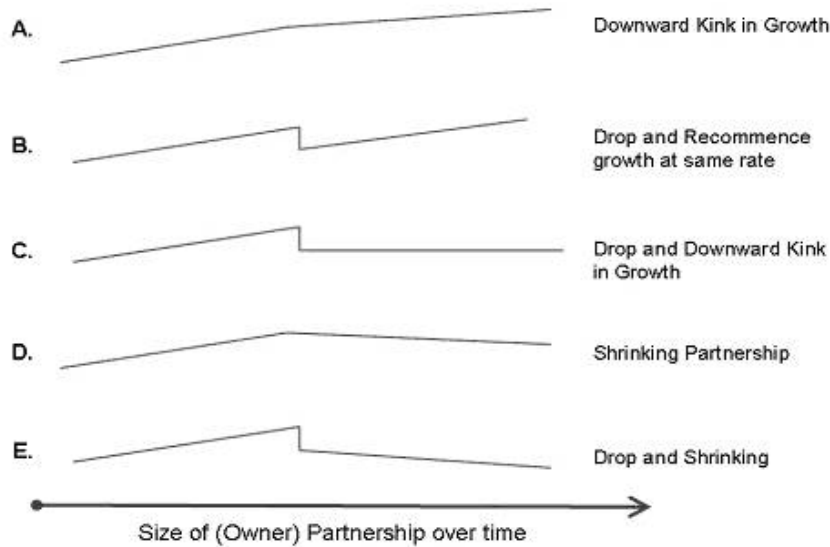 A.
Downward Kink in Growth
B.
Drop and Recommence
growth at same rate
C.
Drop and Downward Kink
in Growth
D.
Shrinking Partnership
E.
Drop and Shrinking
Size of (Owner) Partnership over time